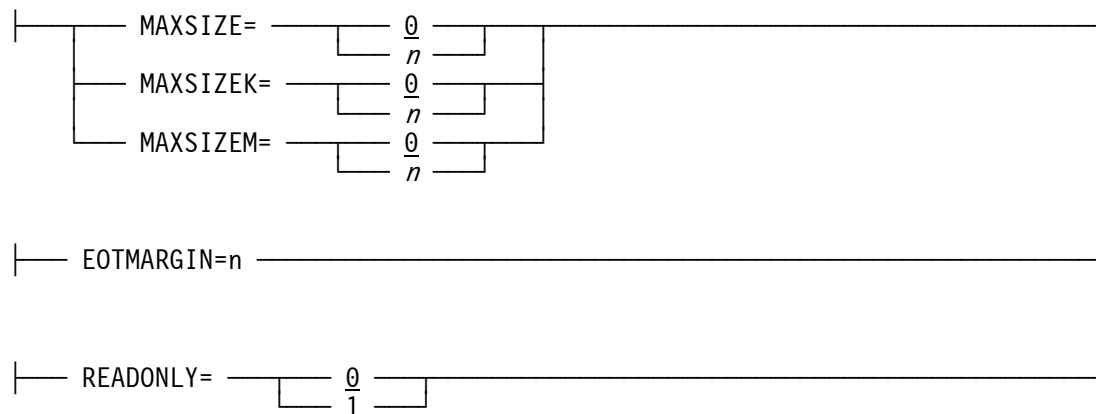 MAXSIZE= 0
n
MAXSIZEK= 0
n
MAXSIZEM= 0
n
EOTMARGIN=n
READONLY= 0
1